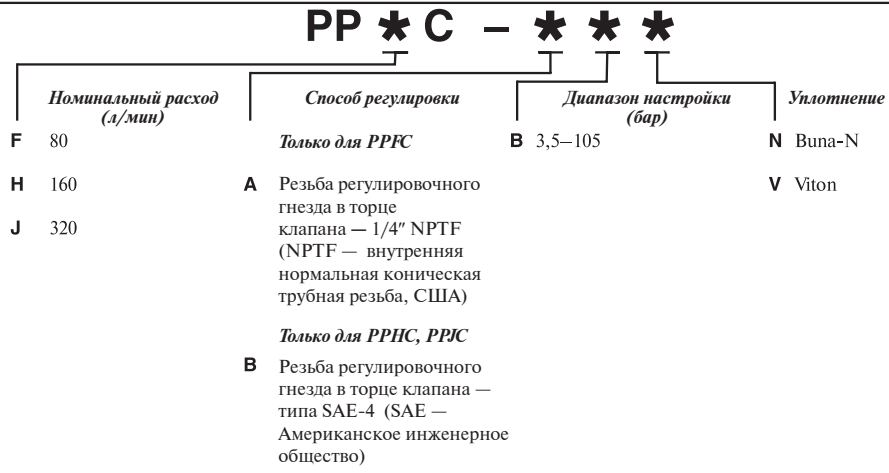 PP * C – * * *
Номинальный расход
(л/мин)
F 80
H 160
J 320
Способ регулировки
Только для PPFC
A Резьба регулировочного
гнезда в торце
клапана — 1/4″ NPTF
(NPTF — внутренняя
нормальная коническая
трубная резьба, США)
Только для PPHC, PPJC
B Резьба регулировочного
гнезда в торце клапана —
типа SAE-4 (SAE —
Американское инженерное
общество)
Диапазон настройки
(бар)
B 3,5–105
Уплотнение
N Buna-N
V Viton